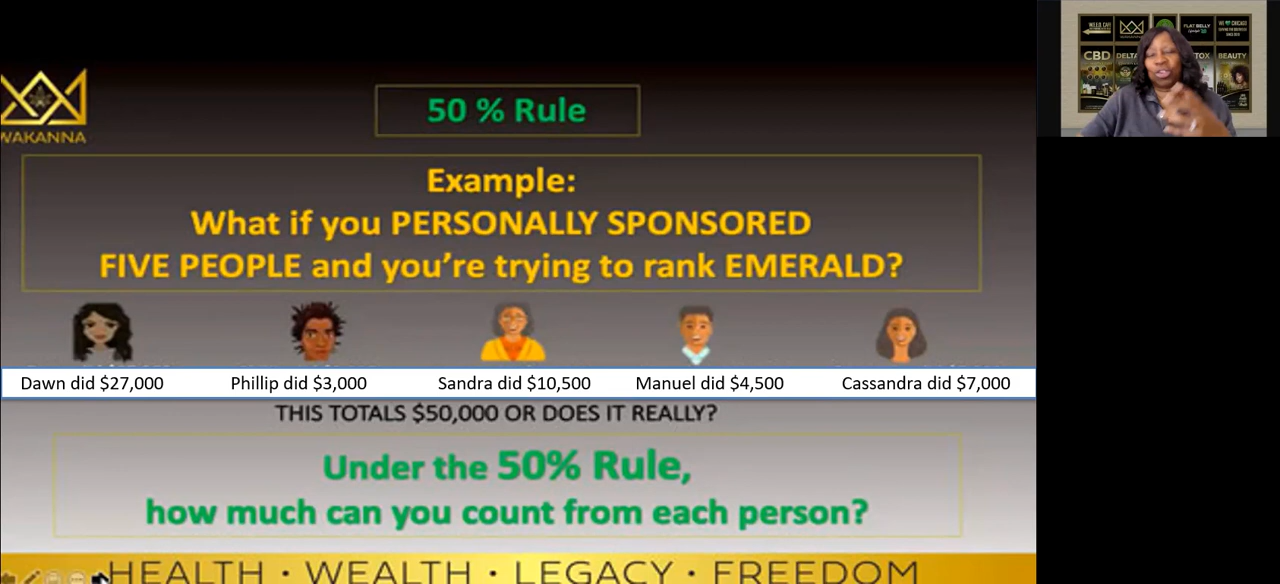 WAKANNA
50 % Rule
Example:
What if you PERSONALLY SPONSORED
FIVE PEOPLE and you're trying to rank EMERALD?
Dawn did $27,000
Phillip did $3,000
Sandra did $10,500
Manuel did $4,500
Cassandra did $7,000
THIS TOTALS $50,000 OR DOES IT REALLY?
Under the 50% Rule,
how much can you count from each person?
HEALTH • WEALTH • LEGACY • FREEDOM
CBD
BEAUTY
FLAT BELLY